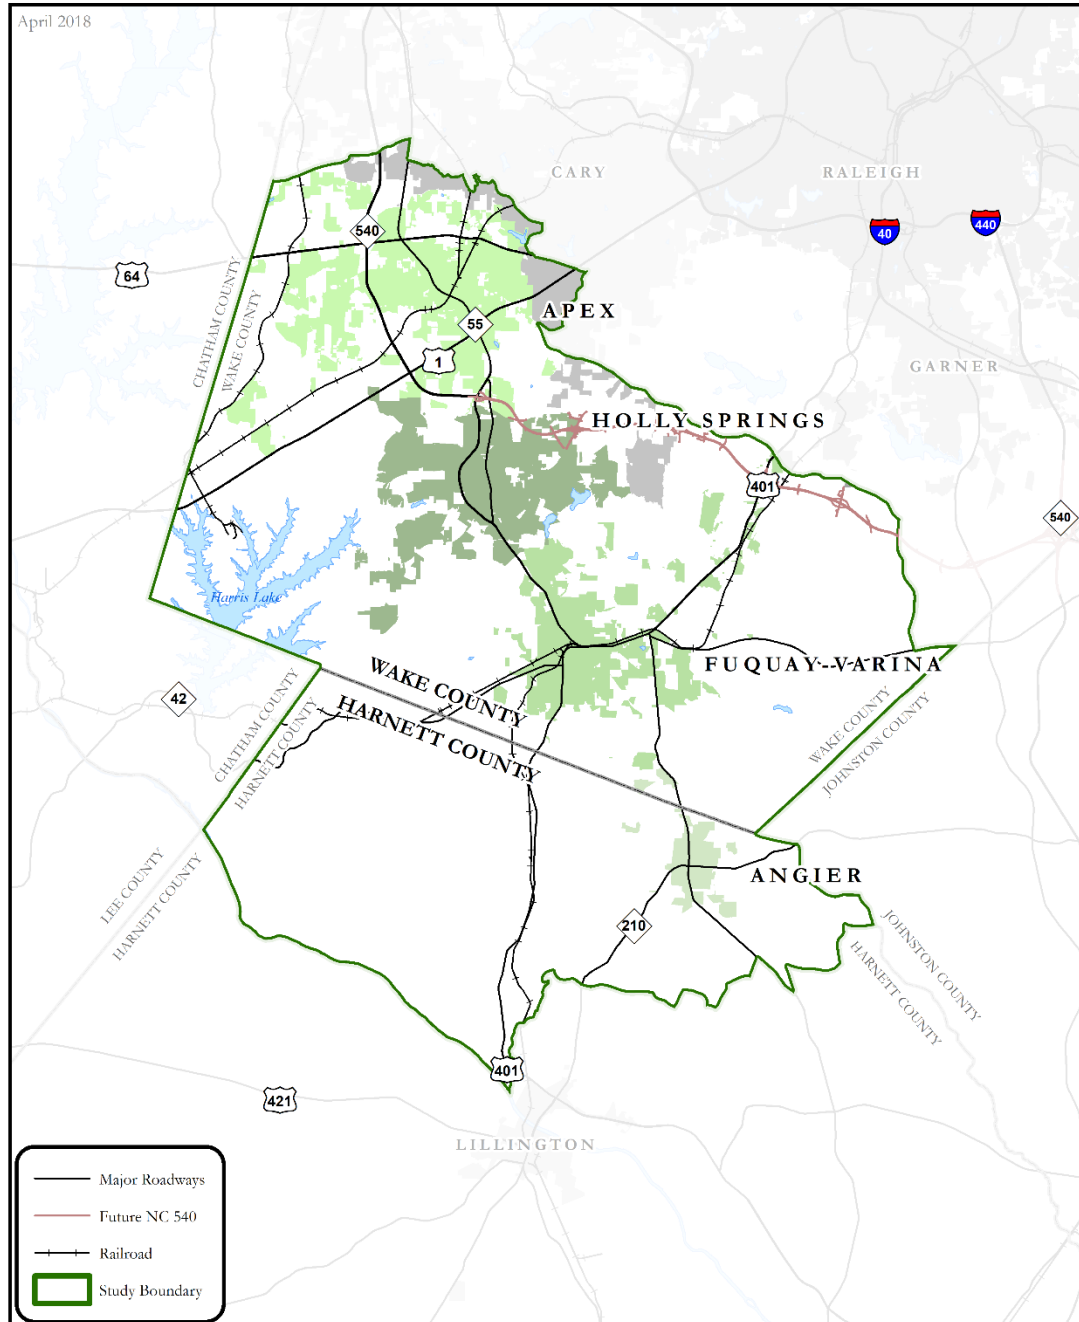 April 2018
CARY
RALEIGH
40
440
540
64
CHATHAM COUNTY
WAKE COUNTY
APEX
55
1
GARNER
HOLLY SPRINGS
401
540
Harris Lake
FUQUAY-VARINA
WAKE COUNTY
HARNETT COUNTY
42
CHATHAM COUNTY
HARNETT COUNTY
WAKE COUNTY
JOHNSTON COUNTY
LEE COUNTY
HARNETT COUNTY
ANGIER
210
JOHNSTON COUNTY
HARNETT COUNTY
401
421
LILLINGTON
Major Roadways
Future NC 540
Railroad
Study Boundary